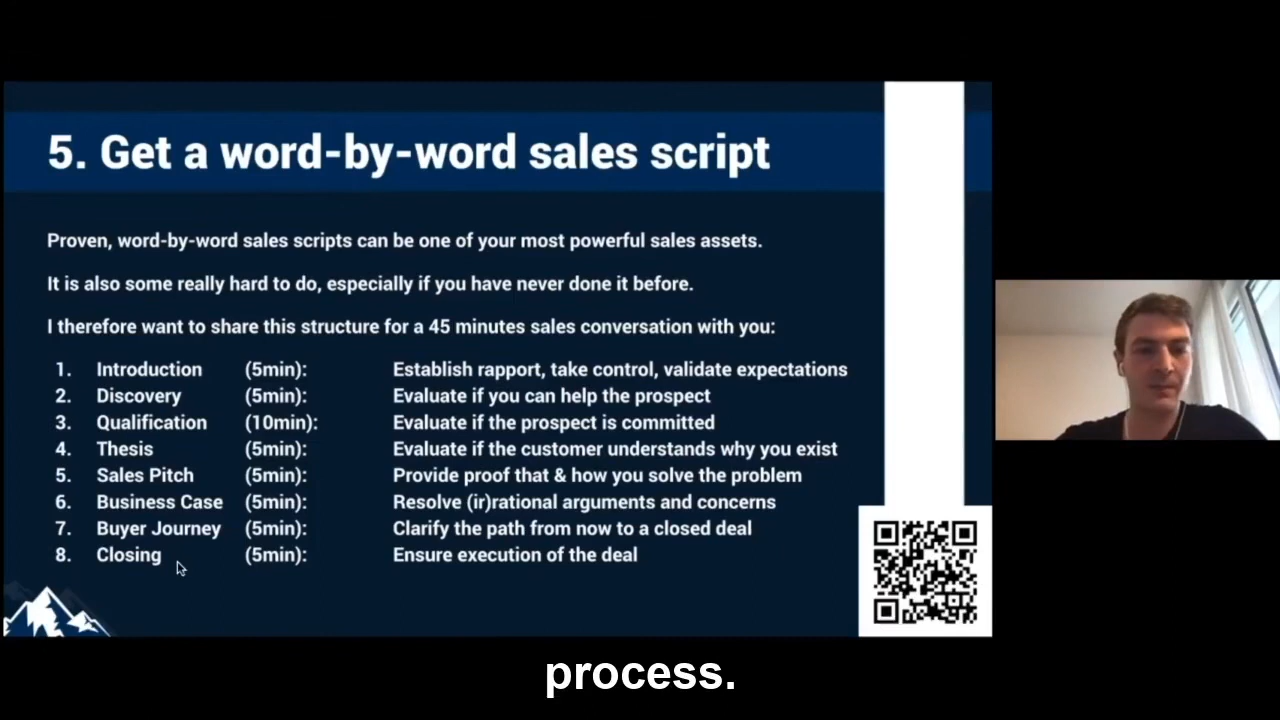 5. Get a word-by-word sales script
Proven, word-by-word sales scripts can be one of your most powerful sales assets.
It is also some really hard to do, especially if you have never done it before.
I therefore want to share this structure for a 45 minutes sales conversation with you:
1. Introduction (5min): Establish rapport, take control, validate expectations
2. Discovery (5min): Evaluate if you can help the prospect
3. Qualification (10min): Evaluate if the prospect is committed
4. Thesis (5min): Evaluate if the customer understands why you exist
5. Sales Pitch (5min): Provide proof that & how you solve the problem
6. Business Case (5min): Resolve (ir)rational arguments and concerns
7. Buyer Journey (5min): Clarify the path from now to a closed deal
8. Closing (5min): Ensure execution of the deal
process.